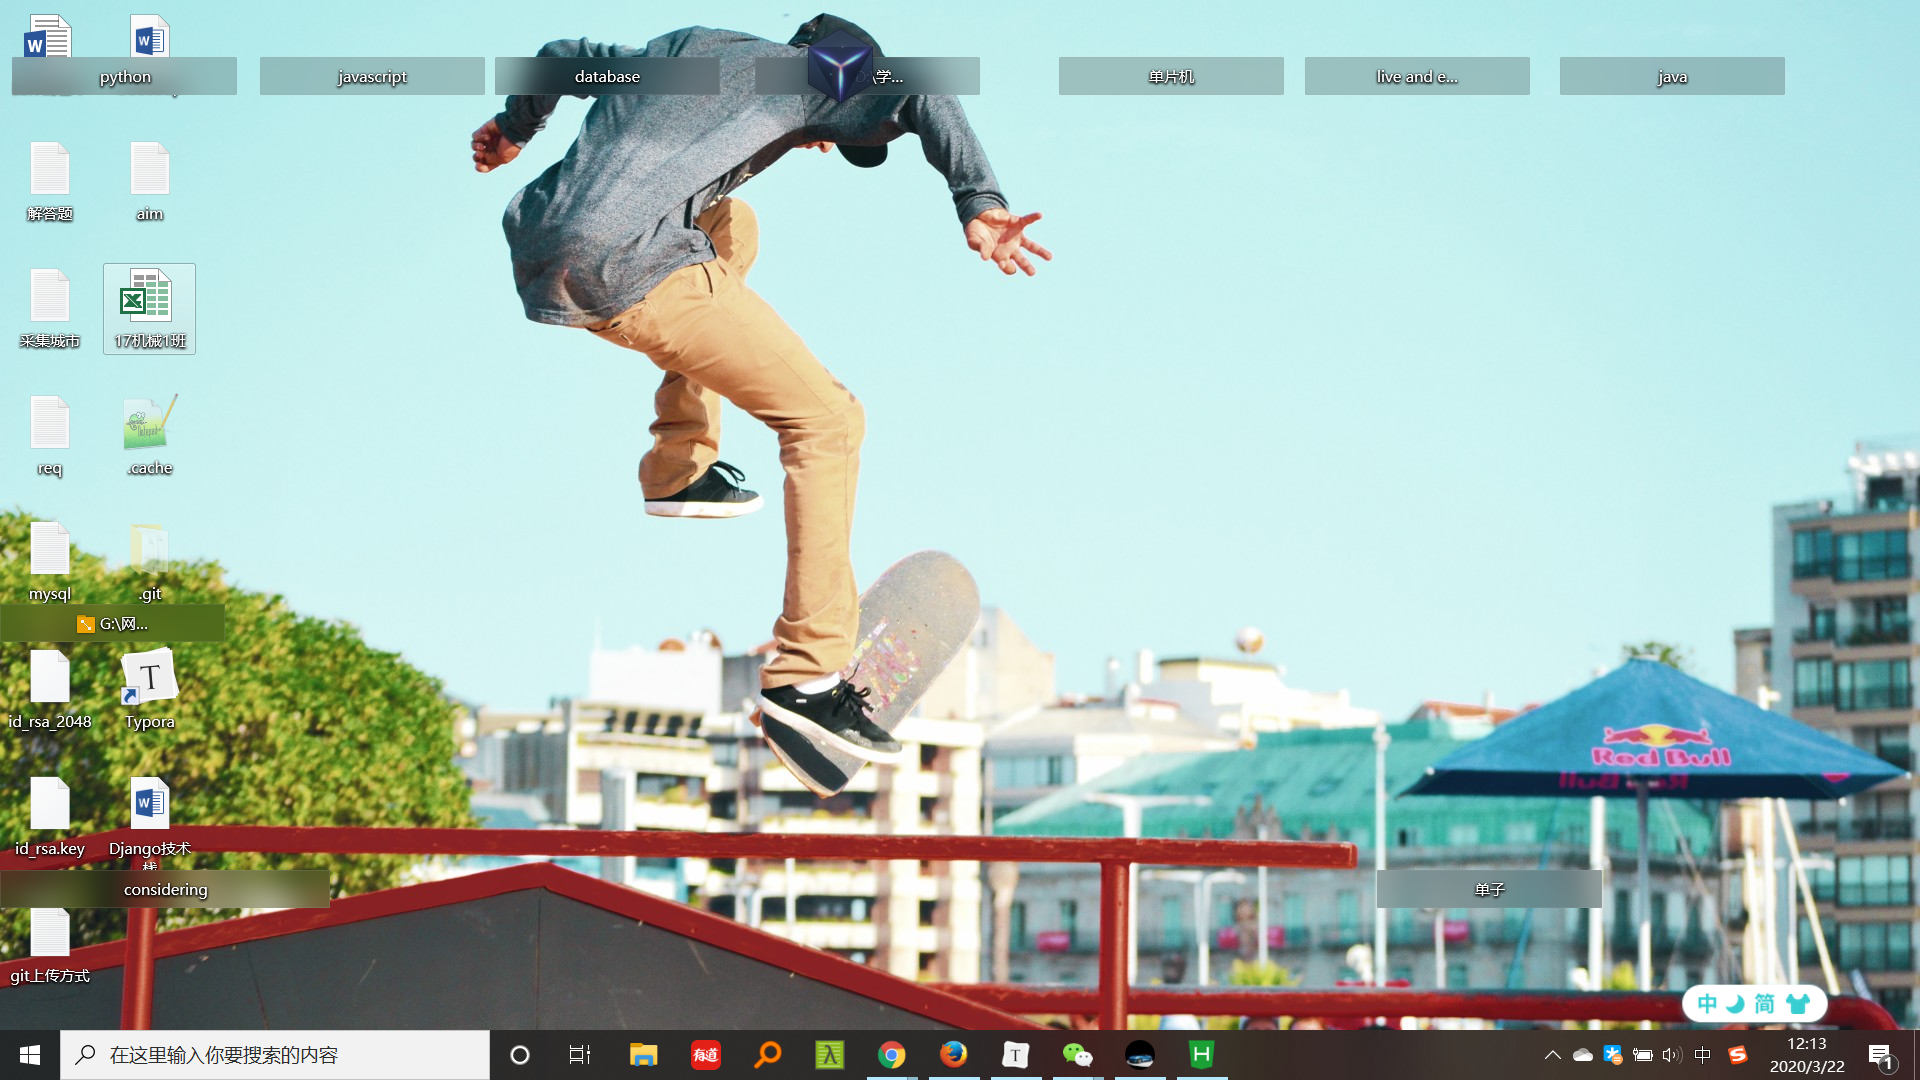 python
javascript
database
D:\学...
单片机
live and e...
java
解答题
aim
采集城市
17机械1班
req
.cache
mysql
.git
G:\网...
id_rsa_2048
T
Typora
Red Bull
id_rsa.key
Django技术
栈
considering
单子
git上传方式
中 简
在这里输入你要搜索的内容
有道
T
H
中
12:13
2020/3/22
1